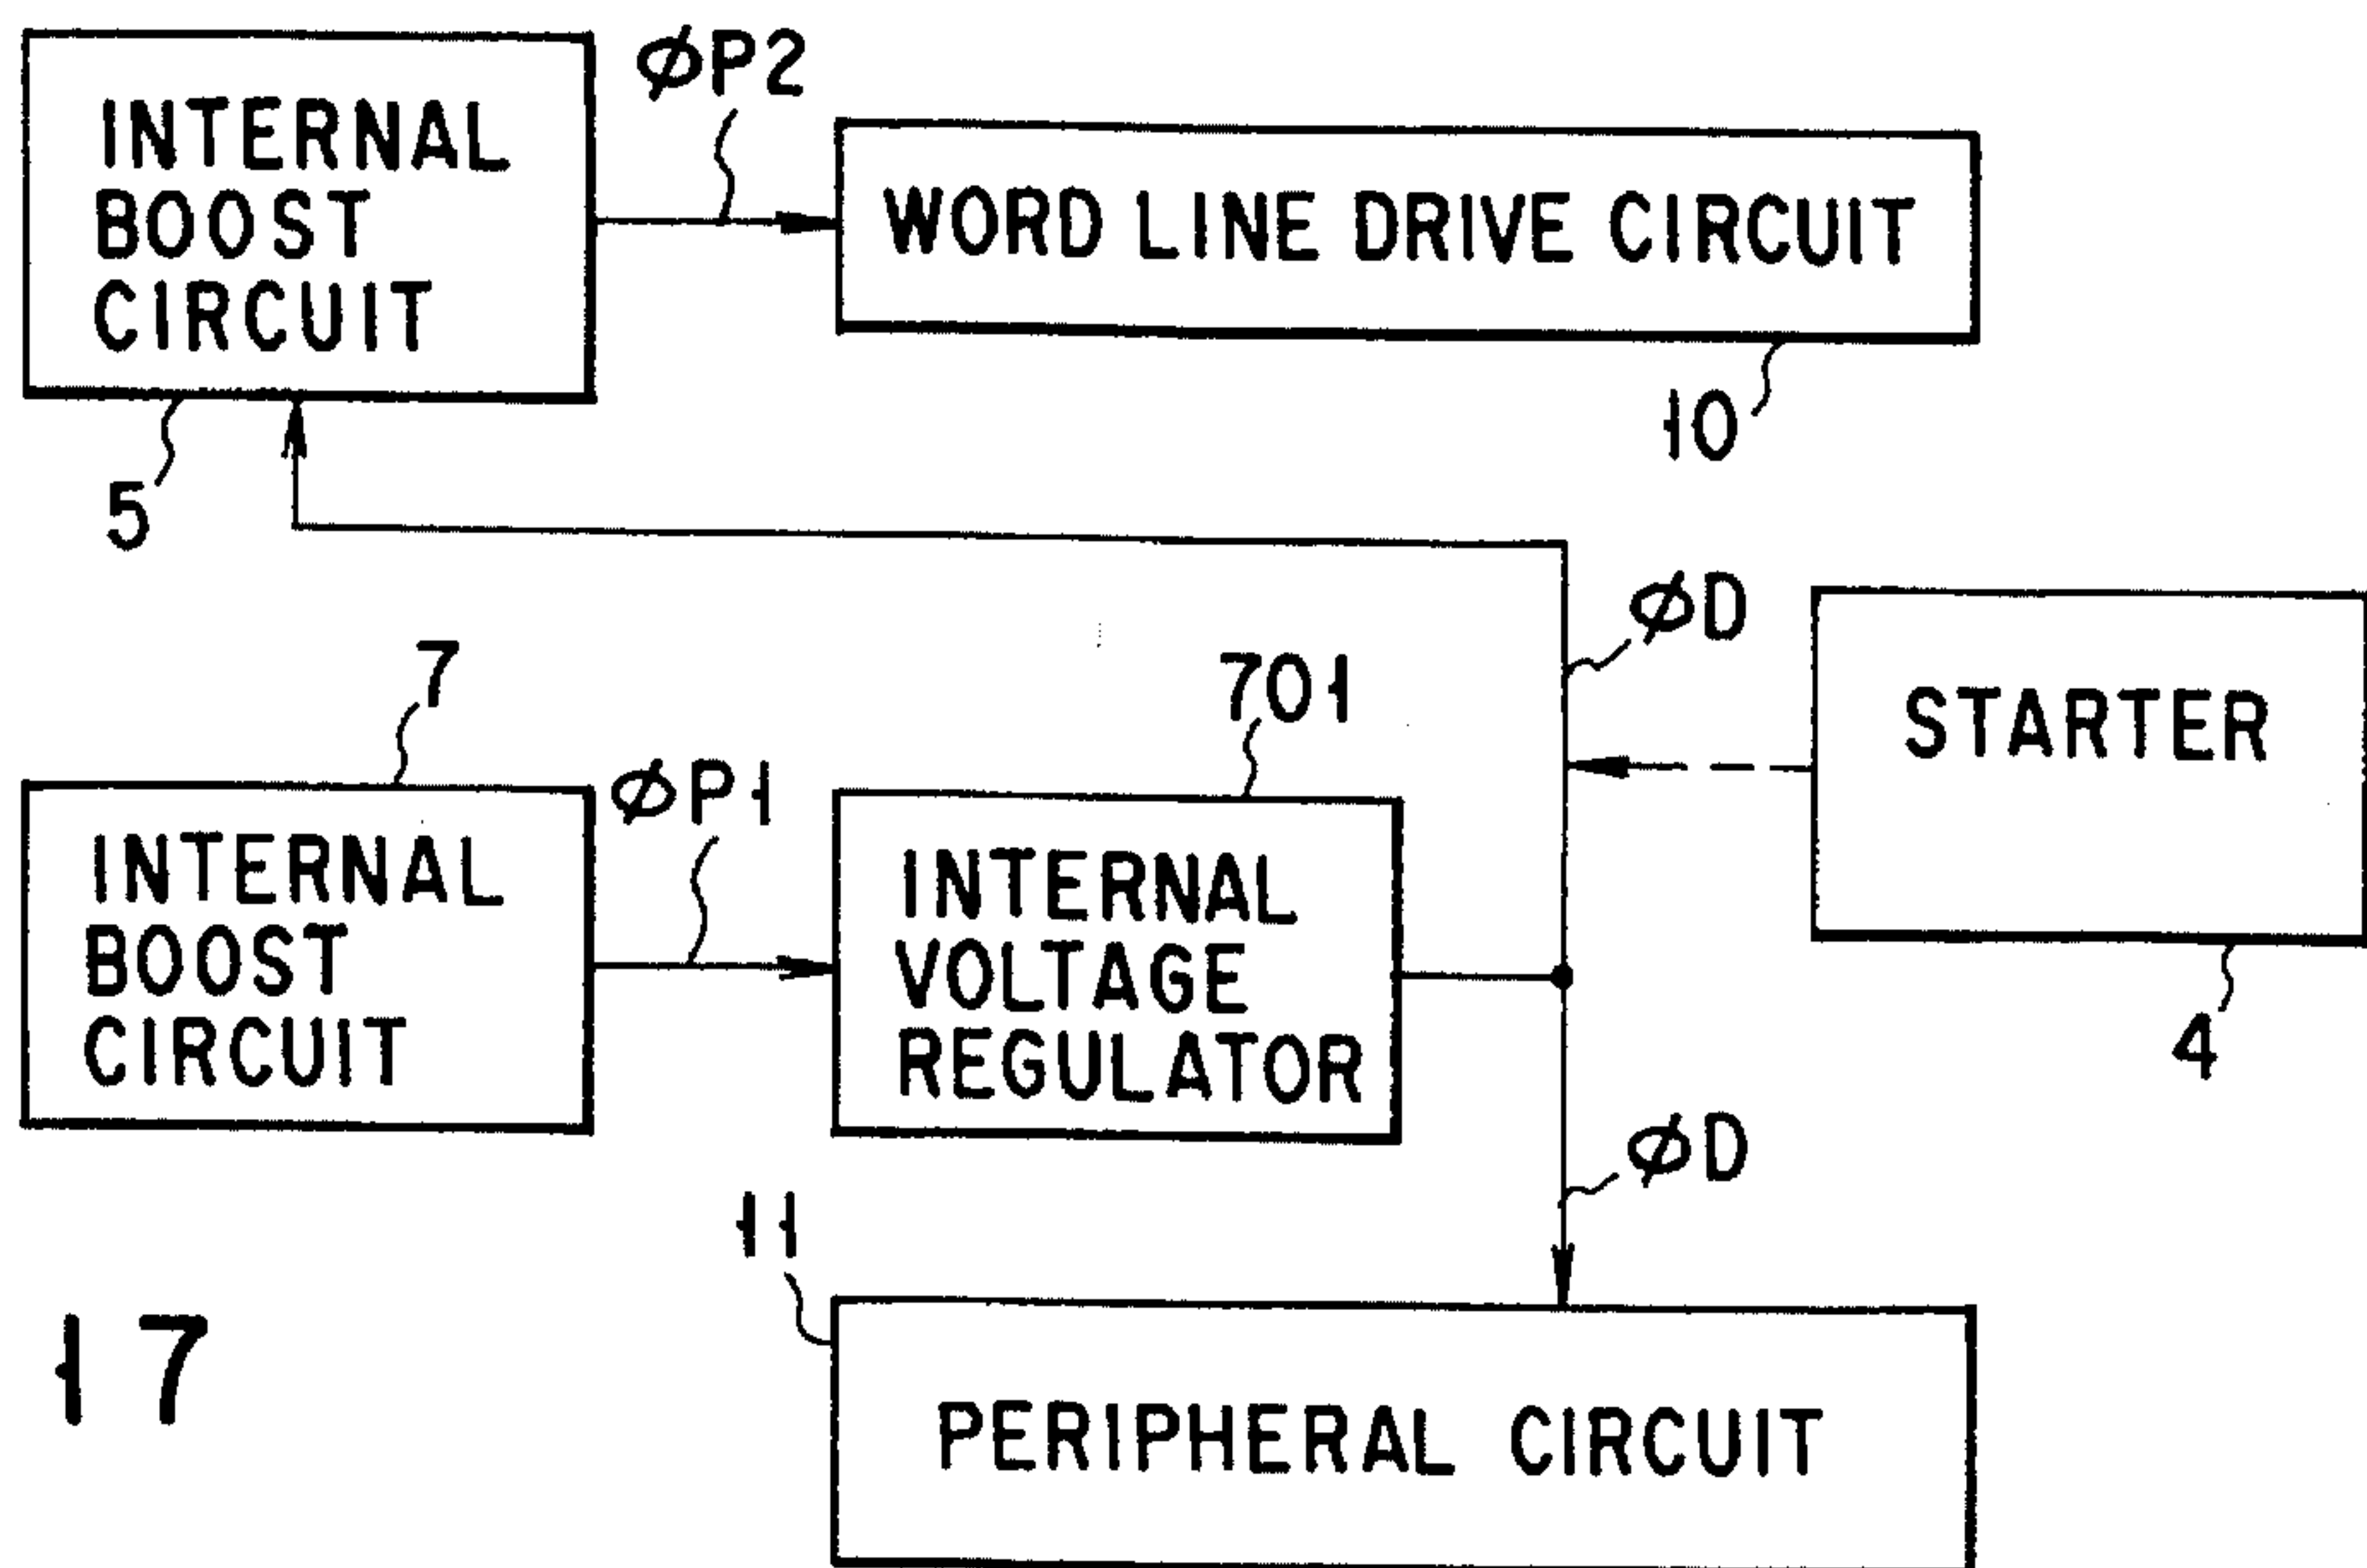 INTERNAL
BOOST
CIRCUIT
φP2
WORD LINE DRIVE CIRCUIT
10
5
φD
STARTER
4
7
INTERNAL
BOOST
CIRCUIT
φP1
701
INTERNAL
VOLTAGE
REGULATOR
φD
11
PERIPHERAL CIRCUIT
17